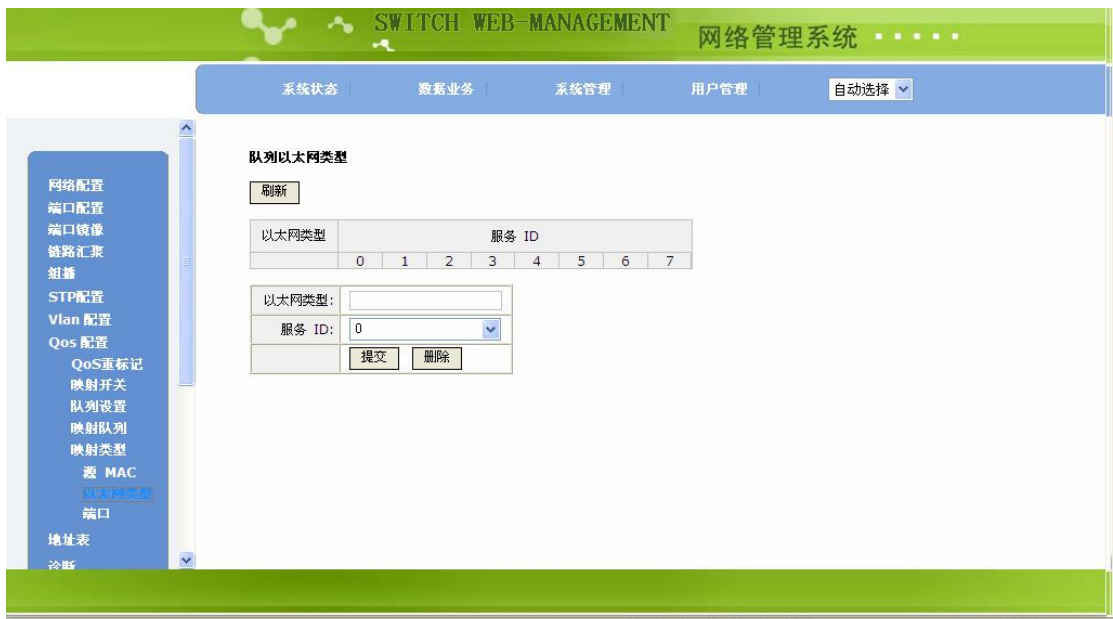 SWITCH WEB-MANAGEMENT
网络管理系统
系统状态 数据业务 系统管理 用户管理 自动选择
网络配置
端口配置
端口镜像
链路汇聚
组播
STP配置
Vlan 配置
Qos 配置
QoS重标记
映射开关
队列设置
映射队列
映射类型
源 MAC
以太网类型
端口
地址表
诊断
队列以太网类型
刷新
以太网类型 服务 ID
0 1 2 3 4 5 6 7
以太网类型:
服务 ID: 0
提交 删除